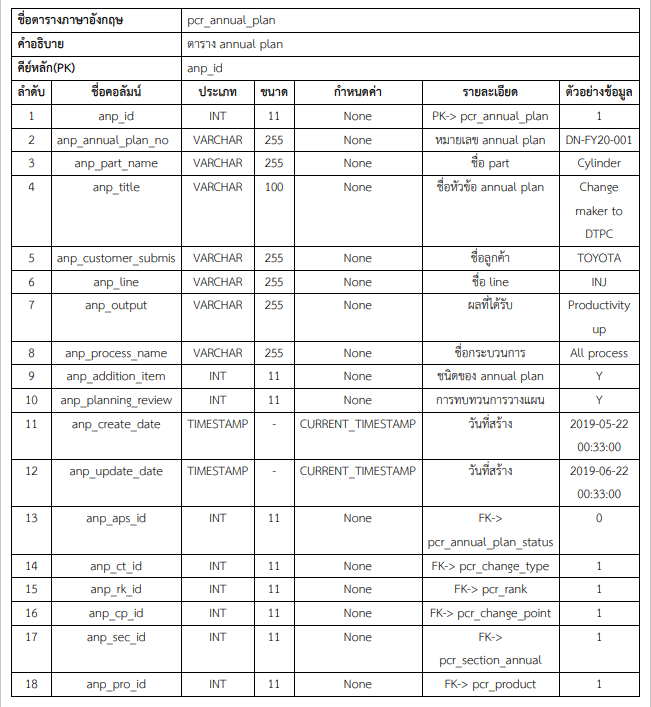 ชื่อตารางภาษาอังกฤษ pcr_annual_plan
คำอธิบาย ตาราง annual plan
คีย์หลัก(PK) anp_id
ลำดับ ชื่อคอลัมน์ ประเภท ขนาด กำหนดค่า รายละเอียด ตัวอย่างข้อมูล
1 anp_id INT 11 None PK-> pcr_annual_plan 1
2 anp_annual_plan_no VARCHAR 255 None หมายเลข annual plan DN-FY20-001
3 anp_part_name VARCHAR 255 None ชื่อ part Cylinder
4 anp_title VARCHAR 100 None ชื่อหัวข้อ annual plan Change
maker to
DTPC
5 anp_customer_submis VARCHAR 255 None ชื่อลูกค้า TOYOTA
6 anp_line VARCHAR 255 None ชื่อ line INJ
7 anp_output VARCHAR 255 None ผลที่ได้รับ Productivity
up
8 anp_process_name VARCHAR 255 None ชื่อกระบวนการ All process
9 anp_addition_item INT 11 None ชนิดของ annual plan Y
10 anp_planning_review INT 11 None การทบทวนการวางแผน Y
11 anp_create_date TIMESTAMP - CURRENT_TIMESTAMP วันที่สร้าง 2019-05-22
00:33:00
12 anp_update_date TIMESTAMP - CURRENT_TIMESTAMP วันที่สร้าง 2019-06-22
00:33:00
13 anp_aps_id INT 11 None FK-> 0
pcr_annual_plan_status
14 anp_ct_id INT 11 None FK-> pcr_change_type 1
15 anp_rk_id INT 11 None FK-> pcr_rank 1
16 anp_cp_id INT 11 None FK-> pcr_change_point 1
17 anp_sec_id INT 11 None FK-> 1
pcr_section_annual
18 anp_pro_id INT 11 None FK-> pcr_product 1